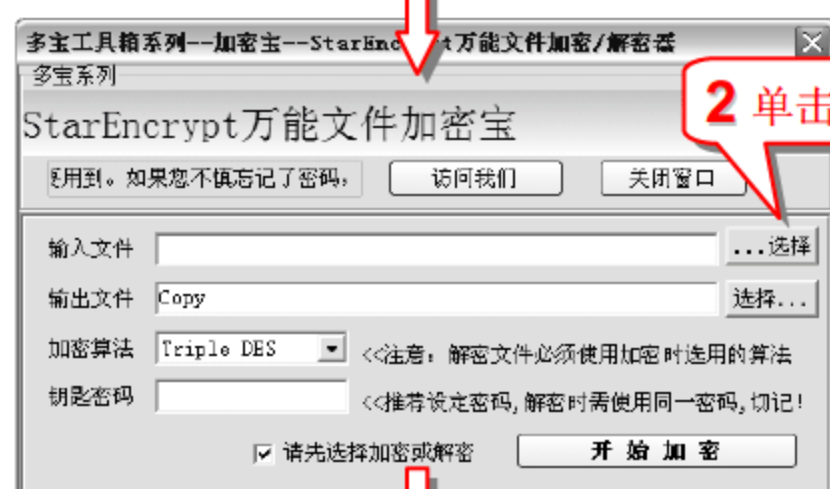 多宝工具箱系列--加密宝--StarEnc t万能文件加密/解密器
多宝系列
2 单击
StarEncrypt万能文件加密宝
用到。如果您不慎忘记了密码， 访问我们 关闭窗口
输入文件 ...选择
输出文件 Copy 选择...
加密算法 Triple DES <<注意：解密文件必须使用加密时选用的算法
钥匙密码 <<推荐设定密码,解密时需使用同一密码,切记!
请先选择加密或解密 开 始 加 密